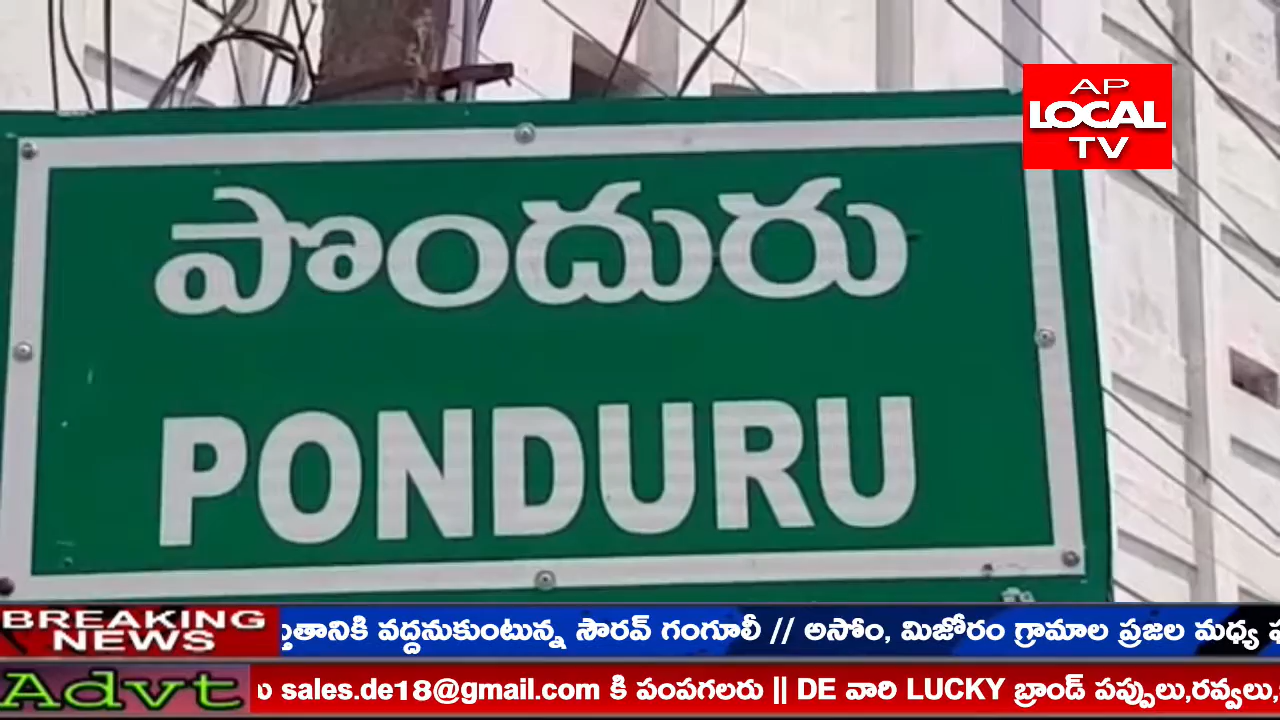 AP
LOCAL
TV
పొందురు
PONDURU
BREAKING
NEWS
వద్దనుకుంటున్న సౌరవ్ గంగూలీ // అసోం, మిజోరం గ్రామాల ప్రజల మధ్య
Advt
sales.de18@gmail.com కి పంపగలరు || DE వారి LUCKY బ్రాండ్ పప్పులు,రవ్వలు,